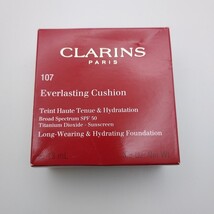 CLARINS
PARIS
107
Everlasting Cushion
Teint Haute Tenue & Hydratation
Broad Spectrum SPF 50
Titanium Dioxide - Sunscreen
Long-Wearing & Hydrating Foundation